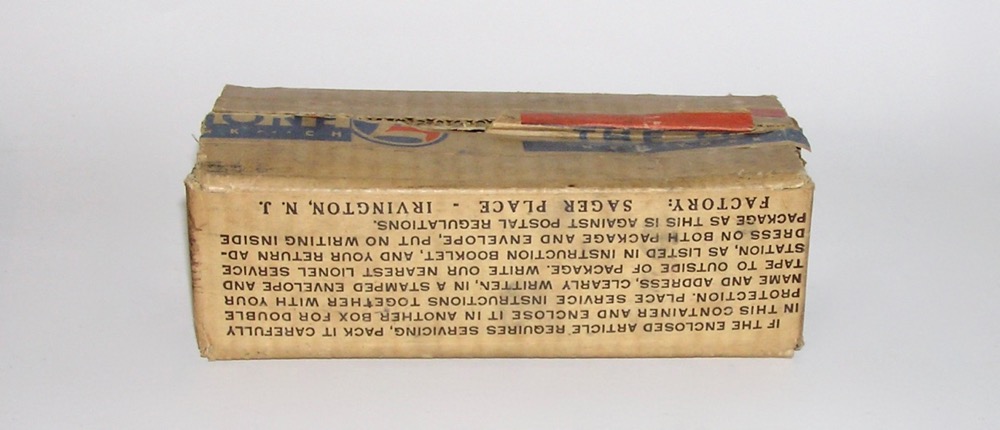 IF THE ENCLOSED ARTICLE REQUIRES SERVICING, PACK IT CAREFULLY
IN THIS CONTAINER AND ENCLOSE IT IN ANOTHER BOX FOR DOUBLE
PROTECTION. PLACE SERVICE INSTRUCTIONS TOGETHER WITH YOUR
NAME AND ADDRESS, CLEARLY, WRITTEN, IN A STAMPED ENVELOPE AND
TAPE TO OUTSIDE OF PACKAGE. WRITE OUR NEAREST LIONEL SERVICE
STATION, AS LISTED IN INSTRUCTION BOOKLET, AND YOUR RETURN AD-
DRESS ON BOTH PACKAGE AND ENVELOPE, PUT NO WRITING INSIDE
PACKAGE AS THIS IS AGAINST POSTAL REGULATIONS.
FACTORY: SAGER PLACE - IRVINGTON, N. J.
THE